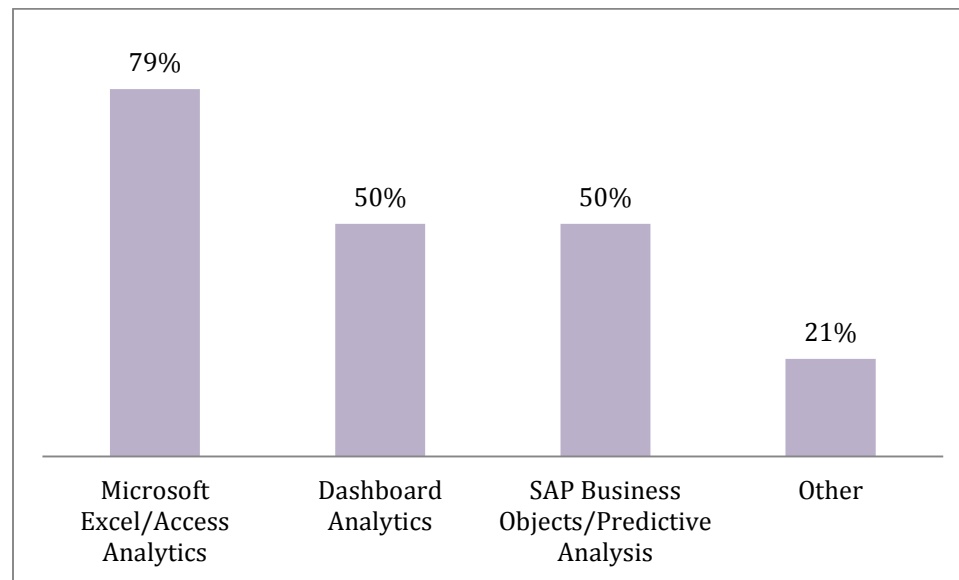 79%
50%
50%
21%
Microsoft
Excel/Access
Analytics
Dashboard
Analytics
SAP Business
Objects/Predictive
Analysis
Other